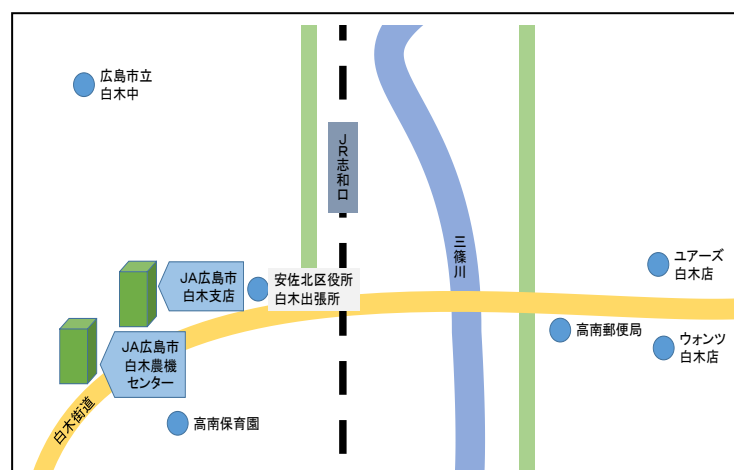 広島市立
白木中
JR志和口
三篠川
ユアーズ
白木店
JA広島市
白木支店
安佐北区役所
白木出張所
高南郵便局
ウォンツ
白木店
JA広島市
白木農機
センター
白木街道
高南保育園